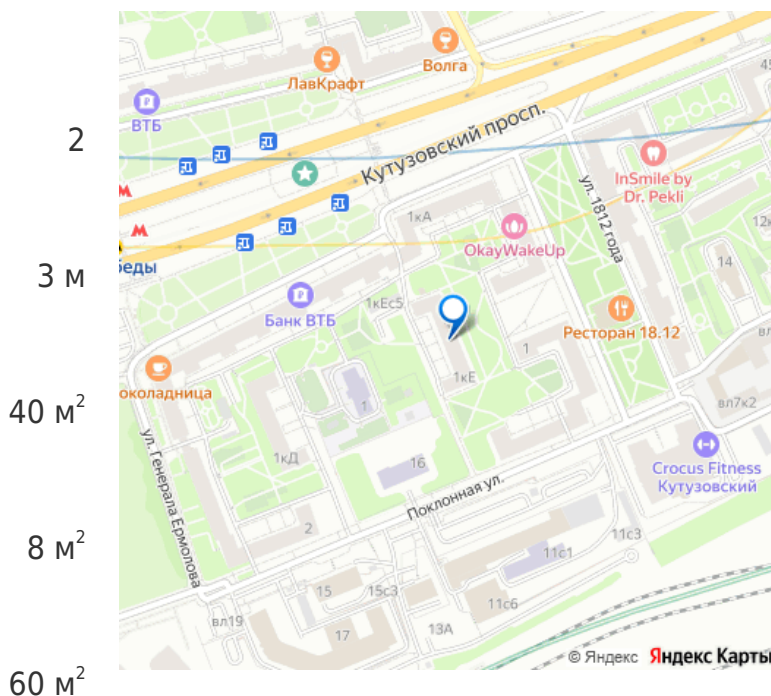 ЛавКрафт
Волга
ВТБ
45
2
Кутузовский просп.
InSmile by
Dr. Pekli
ул. 1812 года
1кА
12к
OkayWakeUp
беды
14
3 м
1кЕс5
Банк ВТБ
Ресторан 18.12
вл
1
1кЕ
околадница
1
вл7к2
40 м²
ул. Генерала Ермолова
1кД
16
Crocus Fitness
Кутузовский
Поклонная ул.
2
11с3
8 м²
11с1
15
15с3
11с6
вл19
17
13А
© Яндекс Яндекс Карты
60 м²